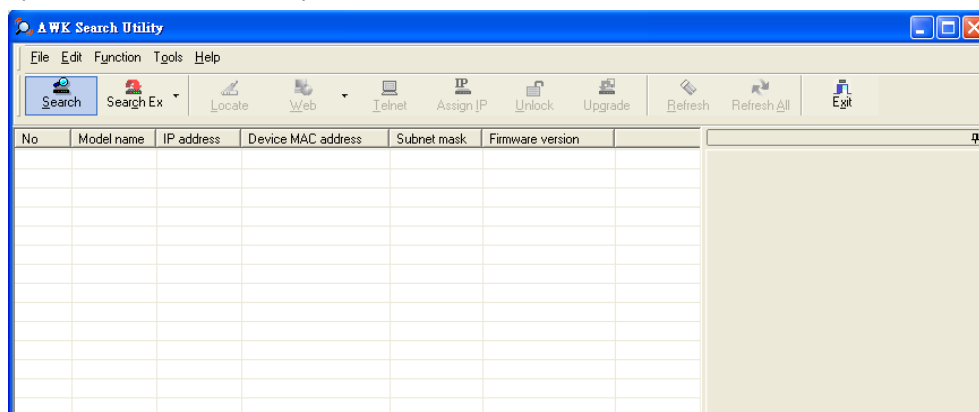 AWK Search Utility
File Edit Function Tools Help
Search Search Ex Locate Web Telnet Assign IP Unlock Upgrade Refresh Refresh All Exit
No Model name IP address Device MAC address Subnet mask Firmware version